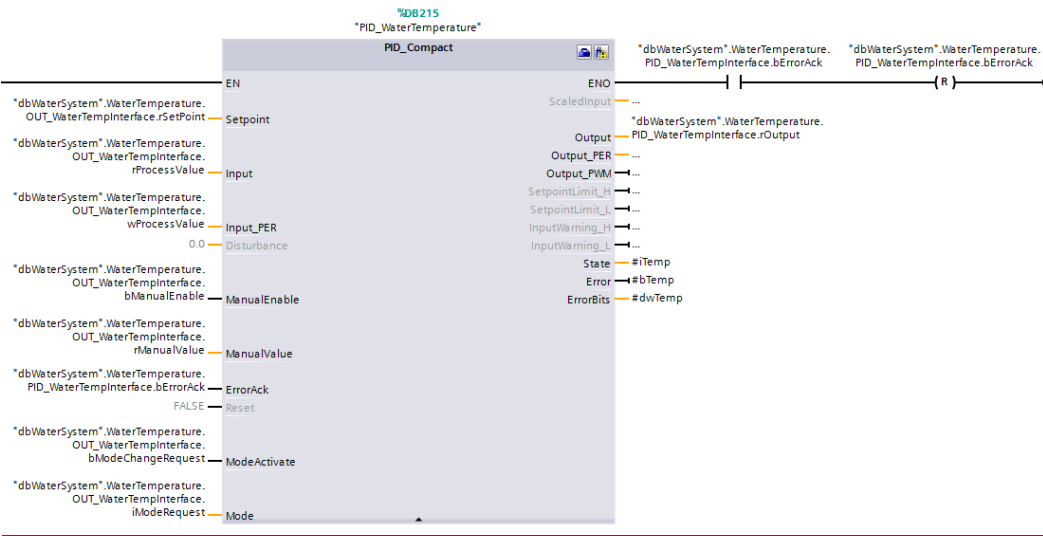 %DB215
"PID_WaterTemperature"
PID_Compact
EN
"dbWaterSystem".WaterTemperature.
OUT_WaterTempInterface.rSetPoint
Setpoint
"dbWaterSystem".WaterTemperature.
OUT_WaterTempInterface.
rProcessValue
Input
"dbWaterSystem".WaterTemperature.
OUT_WaterTempInterface.
wProcessValue
Input_PER
0.0
Disturbance
"dbWaterSystem".WaterTemperature.
OUT_WaterTempInterface.
bManualEnable
ManualEnable
"dbWaterSystem".WaterTemperature.
OUT_WaterTempInterface.
rManualValue
ManualValue
"dbWaterSystem".WaterTemperature.
PID_WaterTempInterface.bErrorAck
ErrorAck
FALSE
Reset
"dbWaterSystem".WaterTemperature.
OUT_WaterTempInterface.
bModeChangeRequest
ModeActivate
"dbWaterSystem".WaterTemperature.
OUT_WaterTempInterface.
iModeRequest
Mode
ENO
"dbWaterSystem".WaterTemperature.
PID_WaterTempInterface.bErrorAck
"dbWaterSystem".WaterTemperature.
PID_WaterTempInterface.bErrorAck
R
ScaledInput
...
Output
"dbWaterSystem".WaterTemperature.
PID_WaterTempInterface.rOutput
Output_PER
...
Output_PWM
...
SetpointLimit_H
...
SetpointLimit_L
...
InputWarning_H
...
InputWarning_L
...
State
#iTemp
Error
#bTemp
ErrorBits
#dwTemp